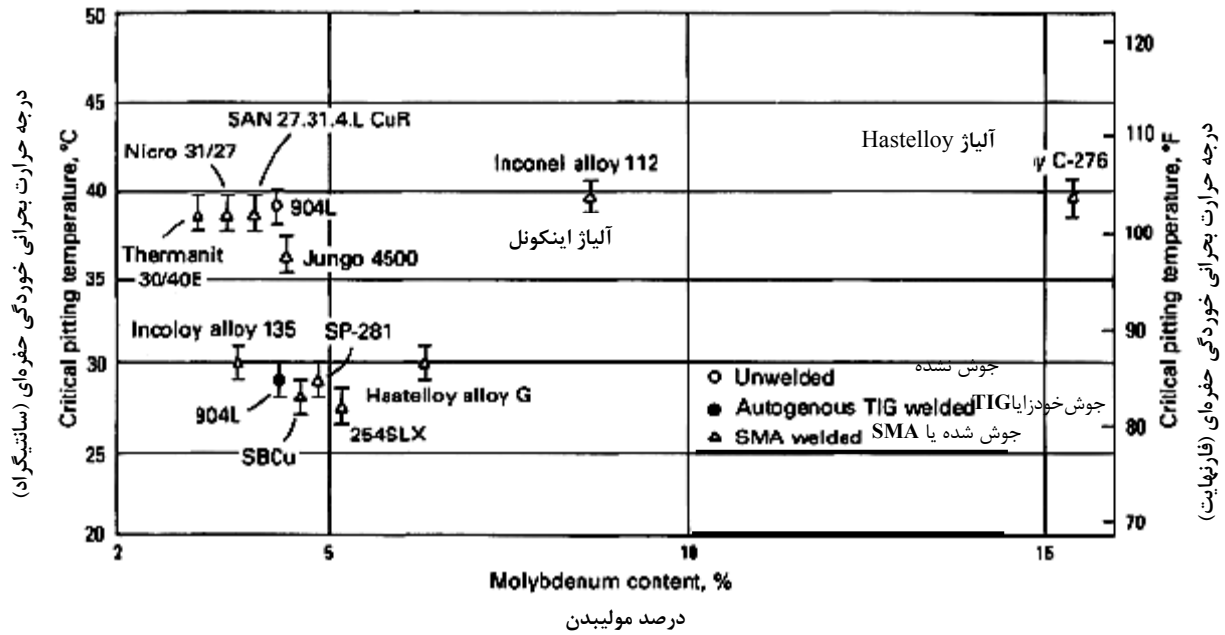 درجه حرارت بحرانی خوردگی حفره‌ای (سانتیگراد)
Critical pitting temperature, °C
50
45
40
35
30
25
20
SAN 27.31.4.L CuR
Nicro 31/27
904L
Thermanit
30/40E
Jungo 4500
Inconel alloy 112
آلیاژ اینکونل
آلیاژ Hastelloy
y C-276
Incoloy alloy 135
SP-281
904L
SBCu
254SLX
Hastelloy alloy G
Unwelded
جوش نشده
Autogenous TIG welded
جوش‌خودزایاTIG
SMA welded
جوش شده یا SMA
2
5
10
15
Molybdenum content, %
درصد مولیبدن
120
110
100
90
80
70
Critical pitting temperature, °F
درجه حرارت بحرانی خوردگی حفره‌ای (فارنهایت)